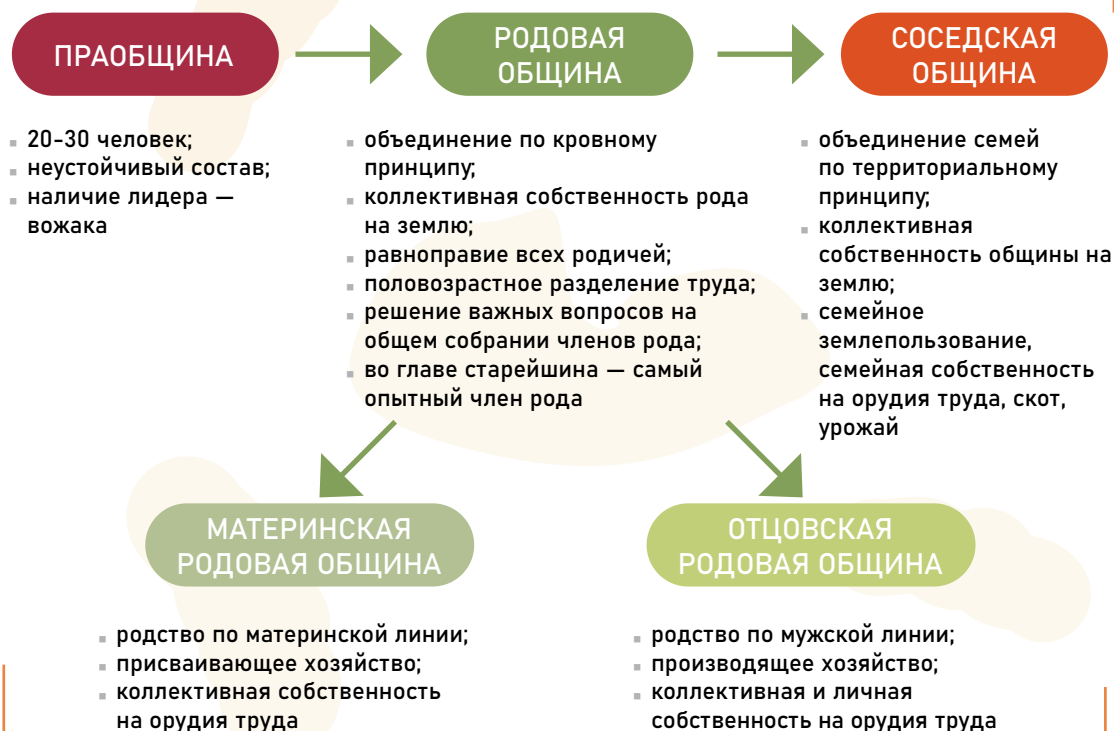 ПРАОБЩИНА
20-30 человек;
неустойчивый состав;
наличие лидера —
вожака
РОДОВАЯ
ОБЩИНА
объединение по кровному
принципу;
коллективная собственность рода
на землю;
равноправие всех родичей;
половозрастное разделение труда;
решение важных вопросов на
общем собрании членов рода;
во главе старейшина — самый
опытный член рода
СОСЕДСКАЯ
ОБЩИНА
объединение семей
по территориальному
принципу;
коллективная
собственность общины на
землю;
семейное
землепользование,
семейная собственность
на орудия труда, скот,
урожай
МАТЕРИНСКАЯ
РОДОВАЯ ОБЩИНА
родство по материнской линии;
присваивающее хозяйство;
коллективная собственность
на орудия труда
ОТЦОВСКАЯ
РОДОВАЯ ОБЩИНА
родство по мужской линии;
производящее хозяйство;
коллективная и личная
собственность на орудия труда